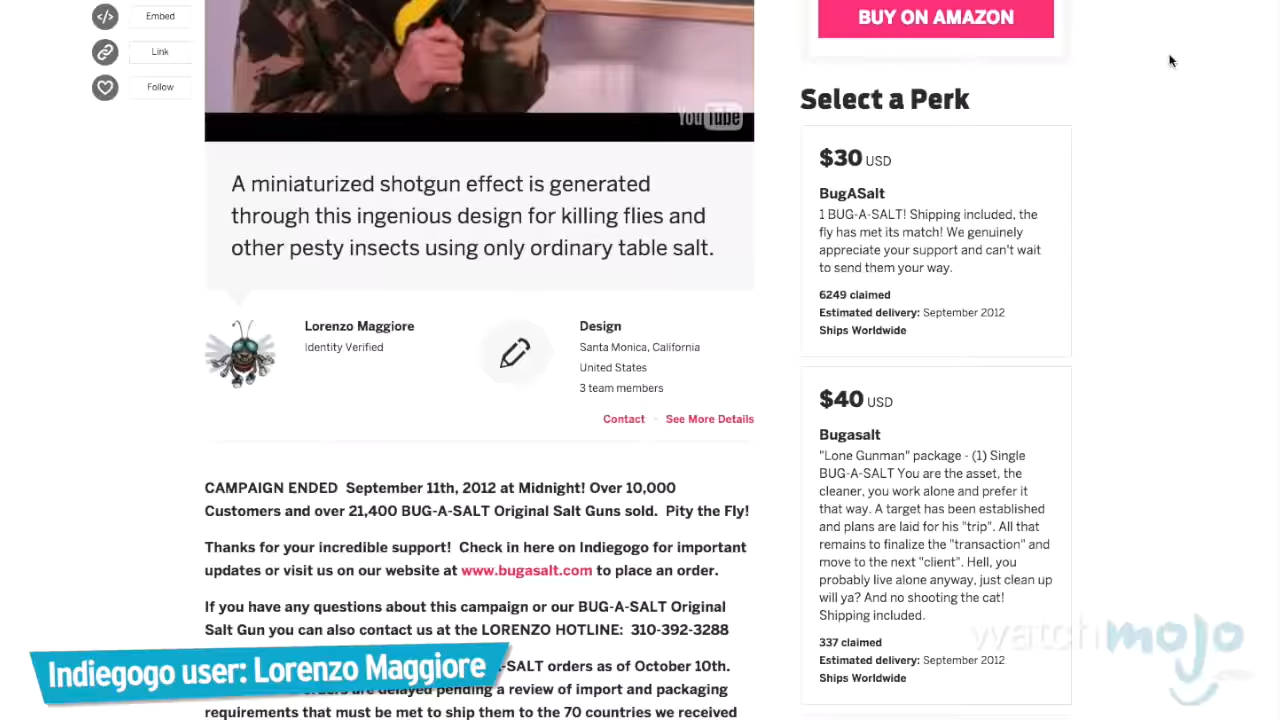 Embed
Link
Follow
YouTube
A miniaturized shotgun effect is generated
through this ingenious design for killing flies and
other pesty insects using only ordinary table salt.
Lorenzo Maggiore
Identity Verified
Design
Santa Monica, California
United States
3 team members
Contact · See More Details
CAMPAIGN ENDED September 11th, 2012 at Midnight! Over 10,000
Customers and over 21,400 BUG-A-SALT Original Salt Guns sold. Pity the Fly!
Thanks for your incredible support! Check in here on Indiegogo for important
updates or visit us on our website at www.bugasalt.com to place an order.
If you have any questions about this campaign or our BUG-A-SALT Original
Salt Gun you can also contact us at the LORENZO HOTLINE: 310-392-3288
-SALT orders as of October 10th.
are delayed pending a review of import and packaging
requirements that must be met to ship them to the 70 countries we received
BUY ON AMAZON
Select a Perk
$30 USD
BugASalt
1 BUG-A-SALT! Shipping included, the
fly has met its match! We genuinely
appreciate your support and can't wait
to send them your way.
6249 claimed
Estimated delivery: September 2012
Ships Worldwide
$40 USD
Bugasalt
"Lone Gunman" package - (1) Single
BUG-A-SALT You are the asset, the
cleaner, you work alone and prefer it
that way. A target has been established
and plans are laid for his "trip". All that
remains to finalize the "transaction" and
move to the next "client". Hell, you
probably live alone anyway, just clean up
will ya? And no shooting the cat!
Shipping included.
337 claimed
Estimated delivery: September 2012
Ships Worldwide
Indiegogo user: Lorenzo Maggiore
watchmojo